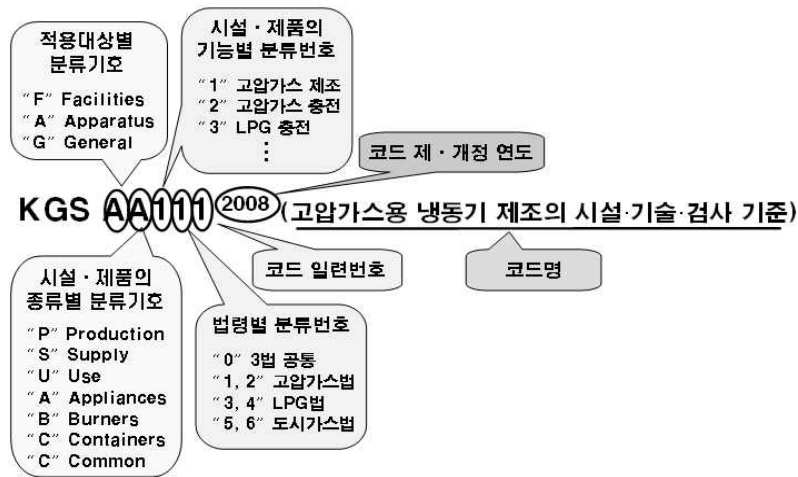 적용대상별
분류기호
“F” Facilities
“A” Apparatus
“G” General
시설·제품의
기능별 분류번호
“1” 고압가스 제조
“2” 고압가스 충전
“3” LPG 충전
⋮
코드 제·개정 연도
KGS AA111 2008 (고압가스용 냉동기 제조의 시설·기술·검사 기준)
시설·제품의
종류별 분류기호
“P” Production
“S” Supply
“U” Use
“A” Appliances
“B” Burners
“C” Containers
“C” Common
법령별 분류번호
“0” 3법 공통
“1, 2” 고압가스법
“3, 4” LPG법
“5, 6” 도시가스법
코드 일련번호
코드명